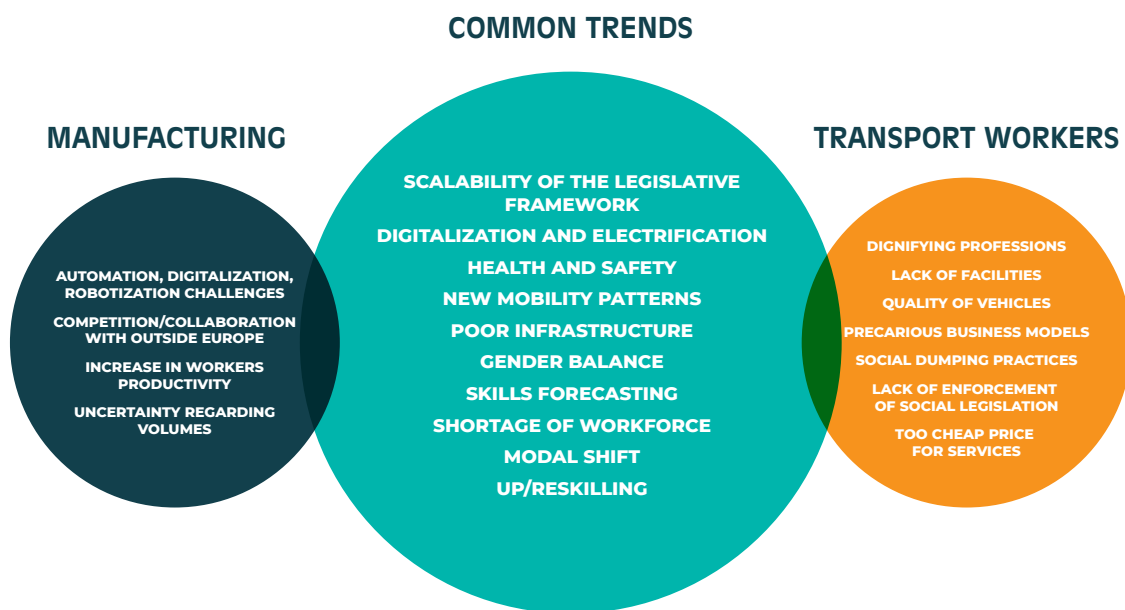 COMMON TRENDS
MANUFACTURING
AUTOMATION, DIGITALIZATION,
ROBOTIZATION CHALLENGES
COMPETITION/COLLABORATION
WITH OUTSIDE EUROPE
INCREASE IN WORKERS
PRODUCTIVITY
UNCERTAINTY REGARDING
VOLUMES
SCALABILITY OF THE LEGISLATIVE
FRAMEWORK
DIGITALIZATION AND ELECTRIFICATION
HEALTH AND SAFETY
NEW MOBILITY PATTERNS
POOR INFRASTRUCTURE
GENDER BALANCE
SKILLS FORECASTING
SHORTAGE OF WORKFORCE
MODAL SHIFT
UP/RESKILLING
TRANSPORT WORKERS
DIGNIFYING PROFESSIONS
LACK OF FACILITIES
QUALITY OF VEHICLES
PRECARIOUS BUSINESS MODELS
SOCIAL DUMPING PRACTICES
LACK OF ENFORCEMENT
OF SOCIAL LEGISLATION
TOO CHEAP PRICE
FOR SERVICES